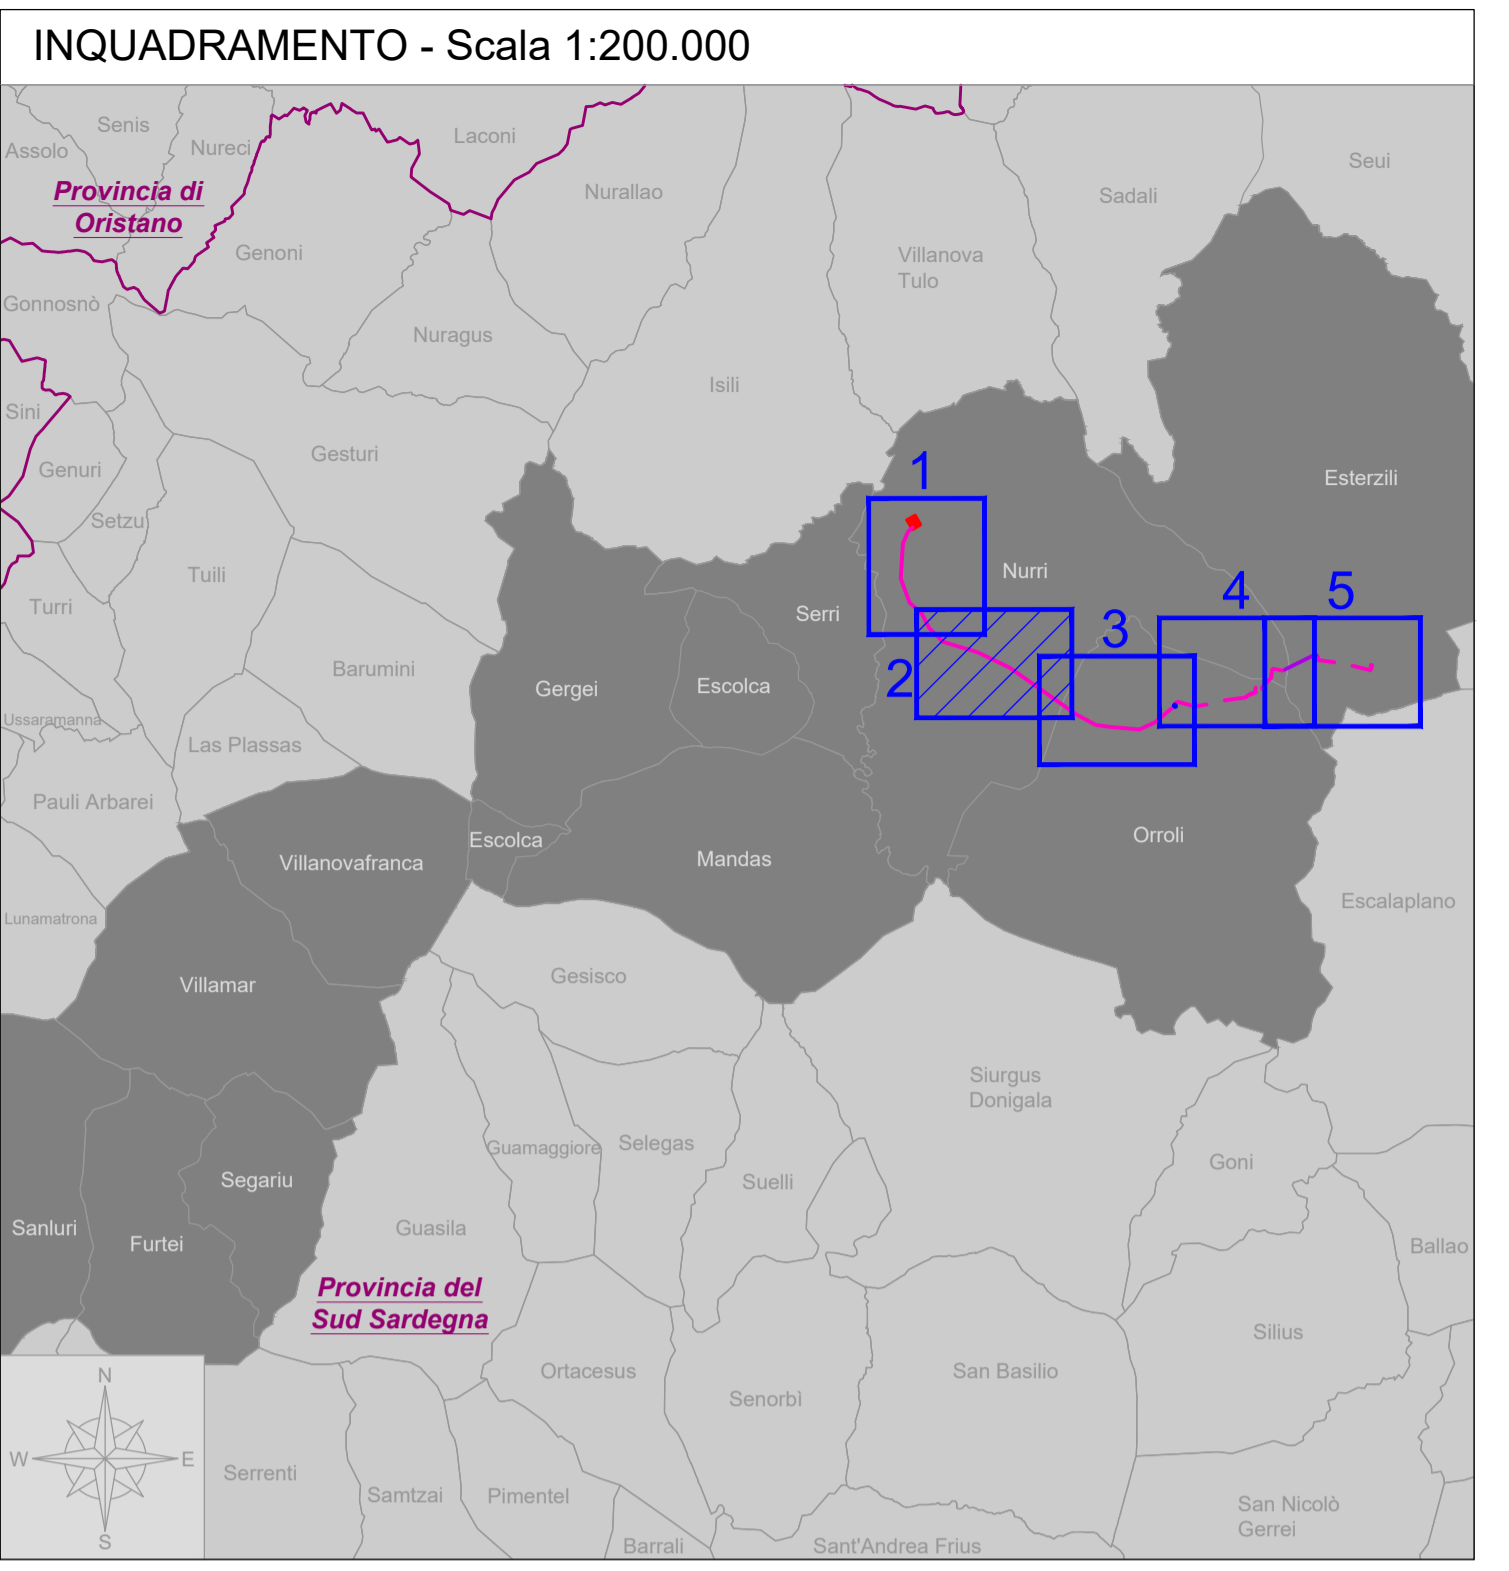 INQUADRAMENTO - Scala 1:200.000
Senis
Assolo
Nureci
Laconi
Seui
Provincia di
Oristano
Nurallao
Sadali
Genoni
Villanova
Tulo
Gonnosnò
Nuragus
Isili
Sini
Gesturi
Genuri
1
Esterzili
Setzu
Tuili
Nurri
4
5
Turri
Serri
3
Barumini
2
Gergei
Escolca
Ussaramanna
Las Plassas
Pauli Arbarei
Escolca
Orroli
Villanovafranca
Mandas
Escalaplano
Lunamatrona
Villamar
Gesisco
Siurgus
Donigala
Guamaggiore
Selegas
Goni
Segariu
Suelli
Sanluri
Furtei
Guasila
Ballao
Provincia del
Sud Sardegna
Silius
Ortacesus
San Basilio
Senorbì
N
W
E
S
Serrenti
Samtzai
Pimentel
San Nicolò
Gerrei
Barrali
Sant'Andrea Frius